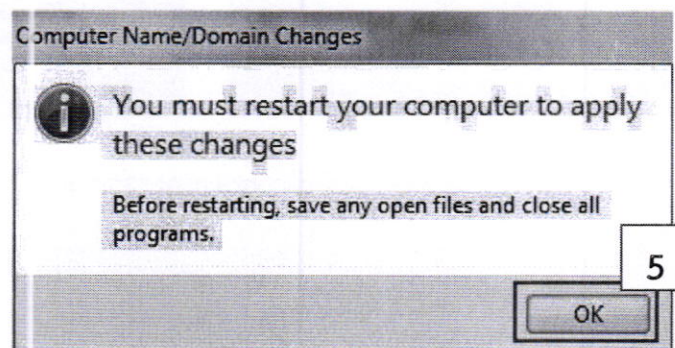 Computer Name/Domain Changes
You must restart your computer to apply
these changes
Before restarting, save any open files and close all
programs.
5
OK